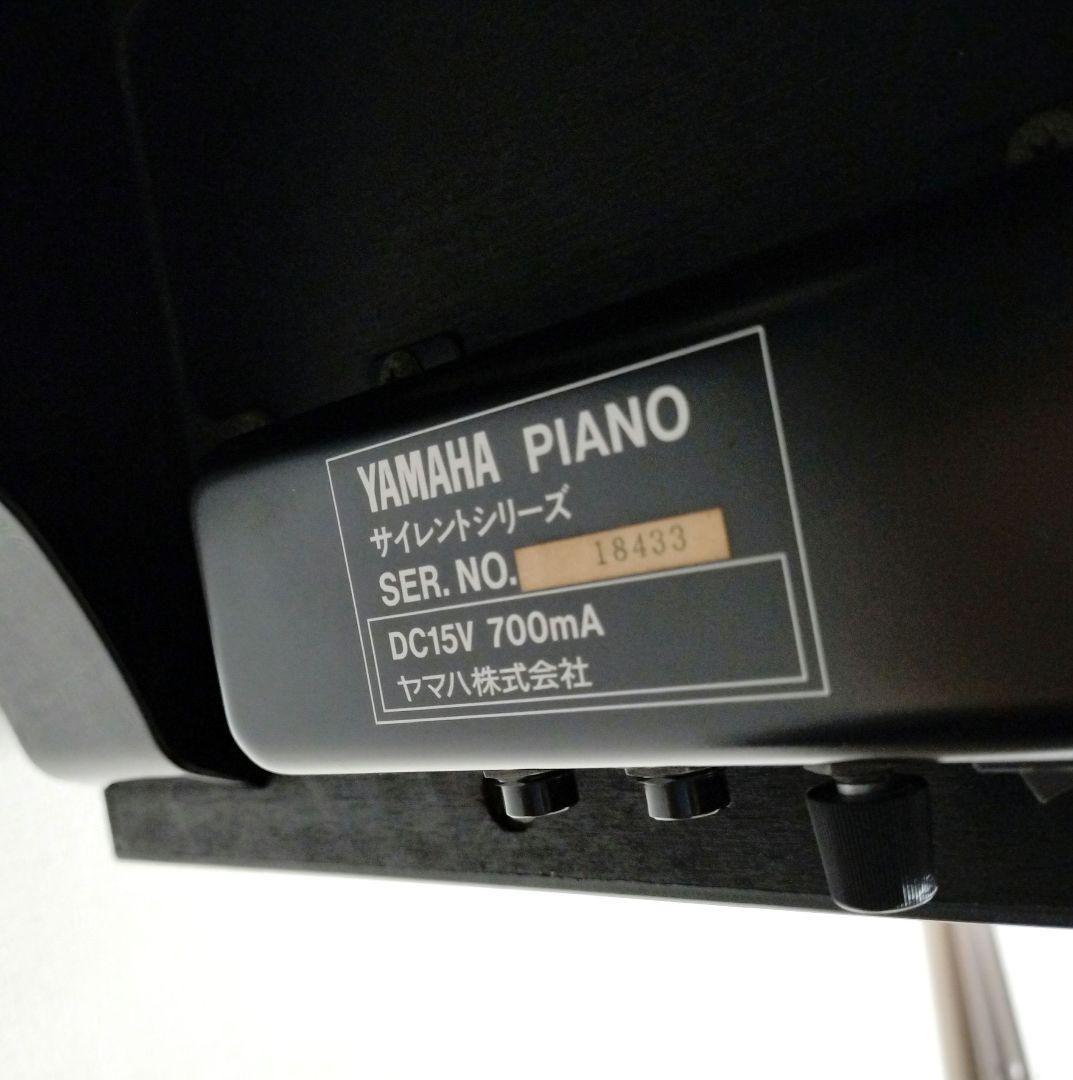 YAMAHA PIANO
サイレントシリーズ
SER. NO. 18433
DC15V 700mA
ヤマハ株式会社